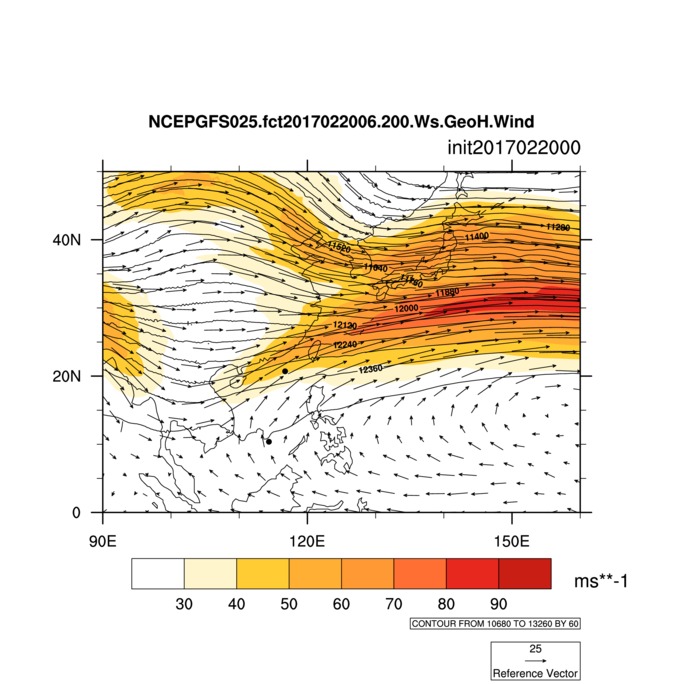 NCEPGFS025.fct2017022006.200.Ws.GeoH.Wind
init2017022000
40N
20N
0
11280
11400
11520
11640
11760
11880
12000
12120
12240
12360
90E
120E
150E
30 40 50 60 70 80 90
ms**-1
CONTOUR FROM 10680 TO 13260 BY 60
25
Reference Vector